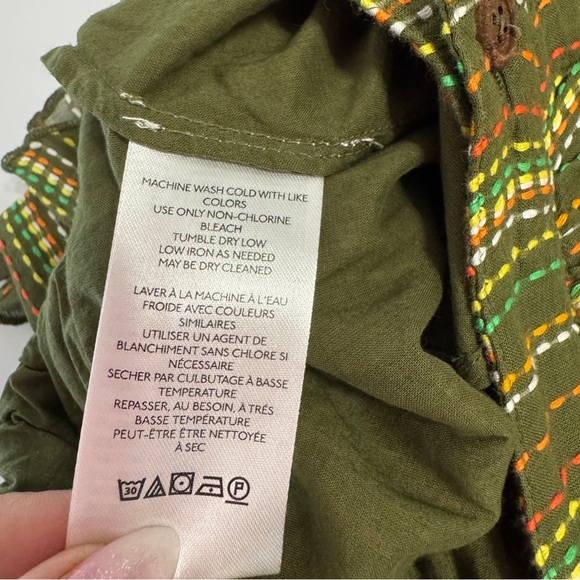 MACHINE WASH COLD WITH LIKE
COLORS
USE ONLY NON-CHLORINE
BLEACH
TUMBLE DRY LOW
LOW IRON AS NEEDED
MAY BE DRY CLEANED
LAVER À LA MACHINE À L'EAU
FROIDE AVEC COULEURS
SIMILAIRES
UTILISER UN AGENT DE
BLANCHIMENT SANS CHLORE SI
NÉCESSAIRE
SECHER PAR CULBUTAGE À BASSE
TEMPÉRATURE
REPASSER, AU BESOIN, À TRÉS
BASSE TEMPÉRATURE
PEUT-ÊTRE ÊTRE NETTOYÉE
À SEC
30 P